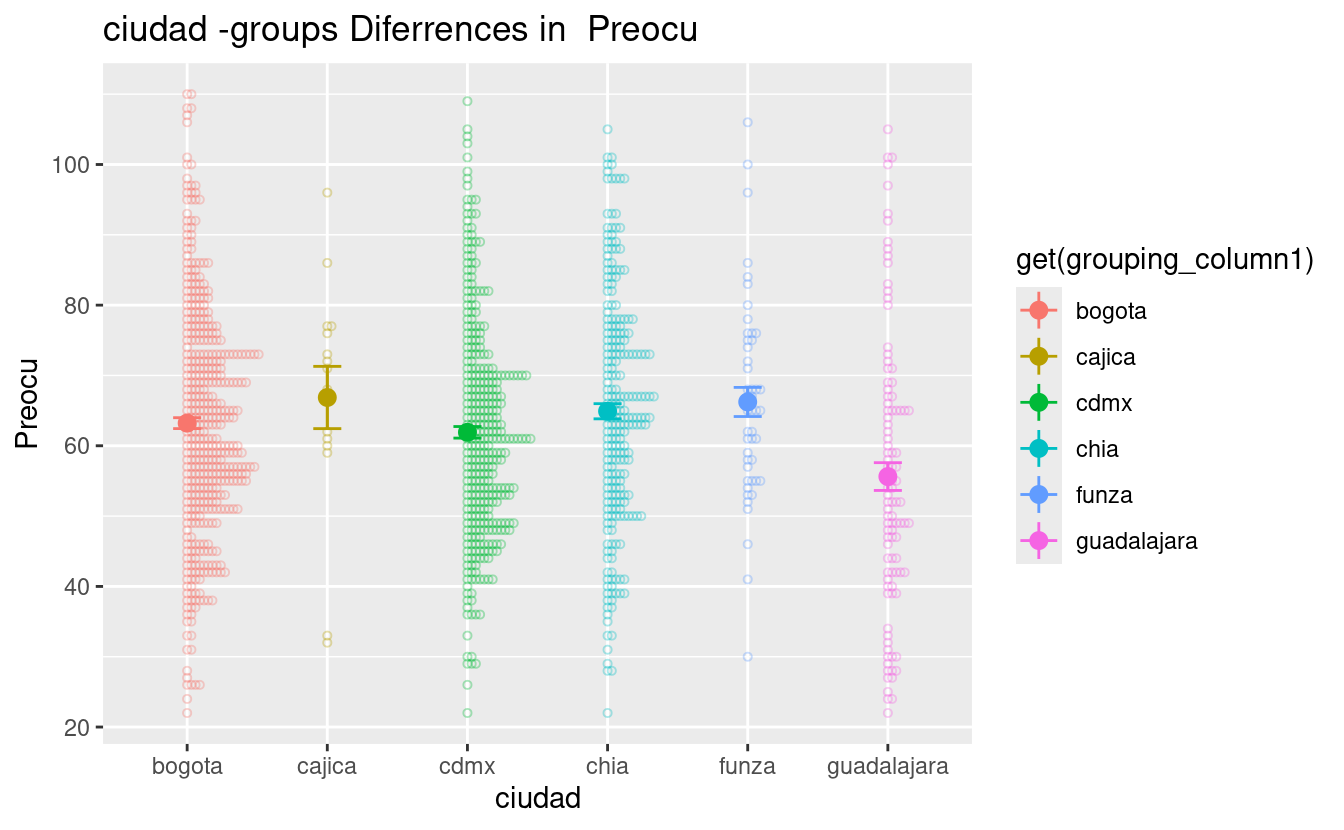 ciudad -groups Diferrences in  Preocu
100
80
60
40
20
Preocu
bogota
cajica
cdmx
chia
funza
guadalajara
ciudad
get(grouping_column1)
bogota
cajica
cdmx
chia
funza
guadalajara